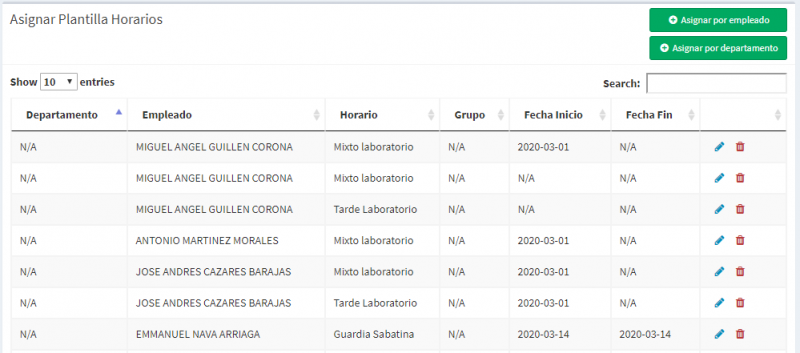 Asignar Plantilla Horarios
Asignar por empleado
Asignar por departamento
Show 10 entries Search:
Departamento Empleado Horario Grupo Fecha Inicio Fecha Fin
N/A MIGUEL ANGEL GUILLEN CORONA Mixto laboratorio N/A 2020-03-01 N/A
N/A MIGUEL ANGEL GUILLEN CORONA Mixto laboratorio N/A N/A N/A
N/A MIGUEL ANGEL GUILLEN CORONA Tarde Laboratorio N/A N/A N/A
N/A ANTONIO MARTINEZ MORALES Mixto laboratorio N/A 2020-03-01 N/A
N/A JOSE ANDRES CAZARES BARAJAS Mixto laboratorio N/A 2020-03-01 N/A
N/A JOSE ANDRES CAZARES BARAJAS Tarde Laboratorio N/A 2020-03-01 N/A
N/A EMMANUEL NAVA ARRIAGA Guardia Sabatina N/A 2020-03-14 2020-03-14